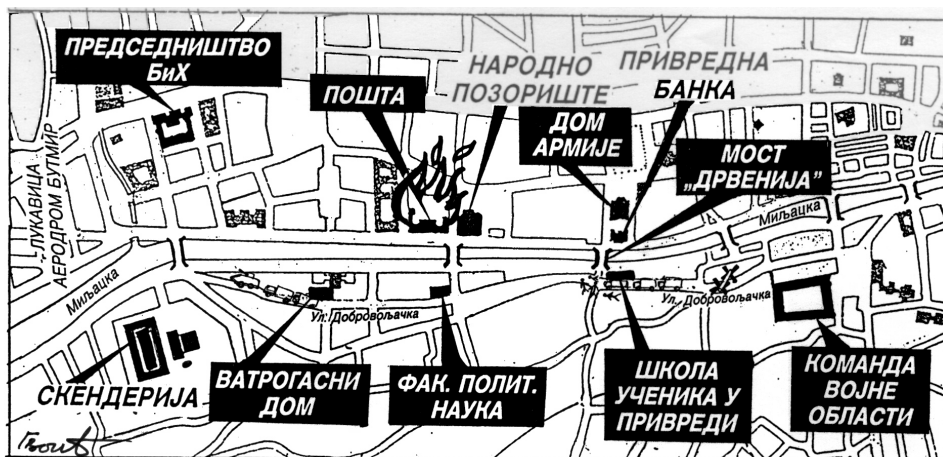 ПРЕДСЕДНИШТВО
БиХ
ПОШТА
НАРОДНО
ПОЗОРИШТЕ
ПРИВРЕДНА
БАНКА
ДОМ
АРМИЈЕ
МОСТ
„ДРВЕНИЈА”
Миљацка
ЛУКАВИЦА
АЕРОДРОМ БУТМИР
Миљацка
Ул. Добровољачка
Ул. Добровољачка
СКЕНДЕРИЈА
ВАТРОГАСНИ
ДОМ
ФАК. ПОЛИТ.
НАУКА
ШКОЛА
УЧЕНИКА У
ПРИВРЕДИ
КОМАНДА
ВОЈНЕ
ОБЛАСТИ